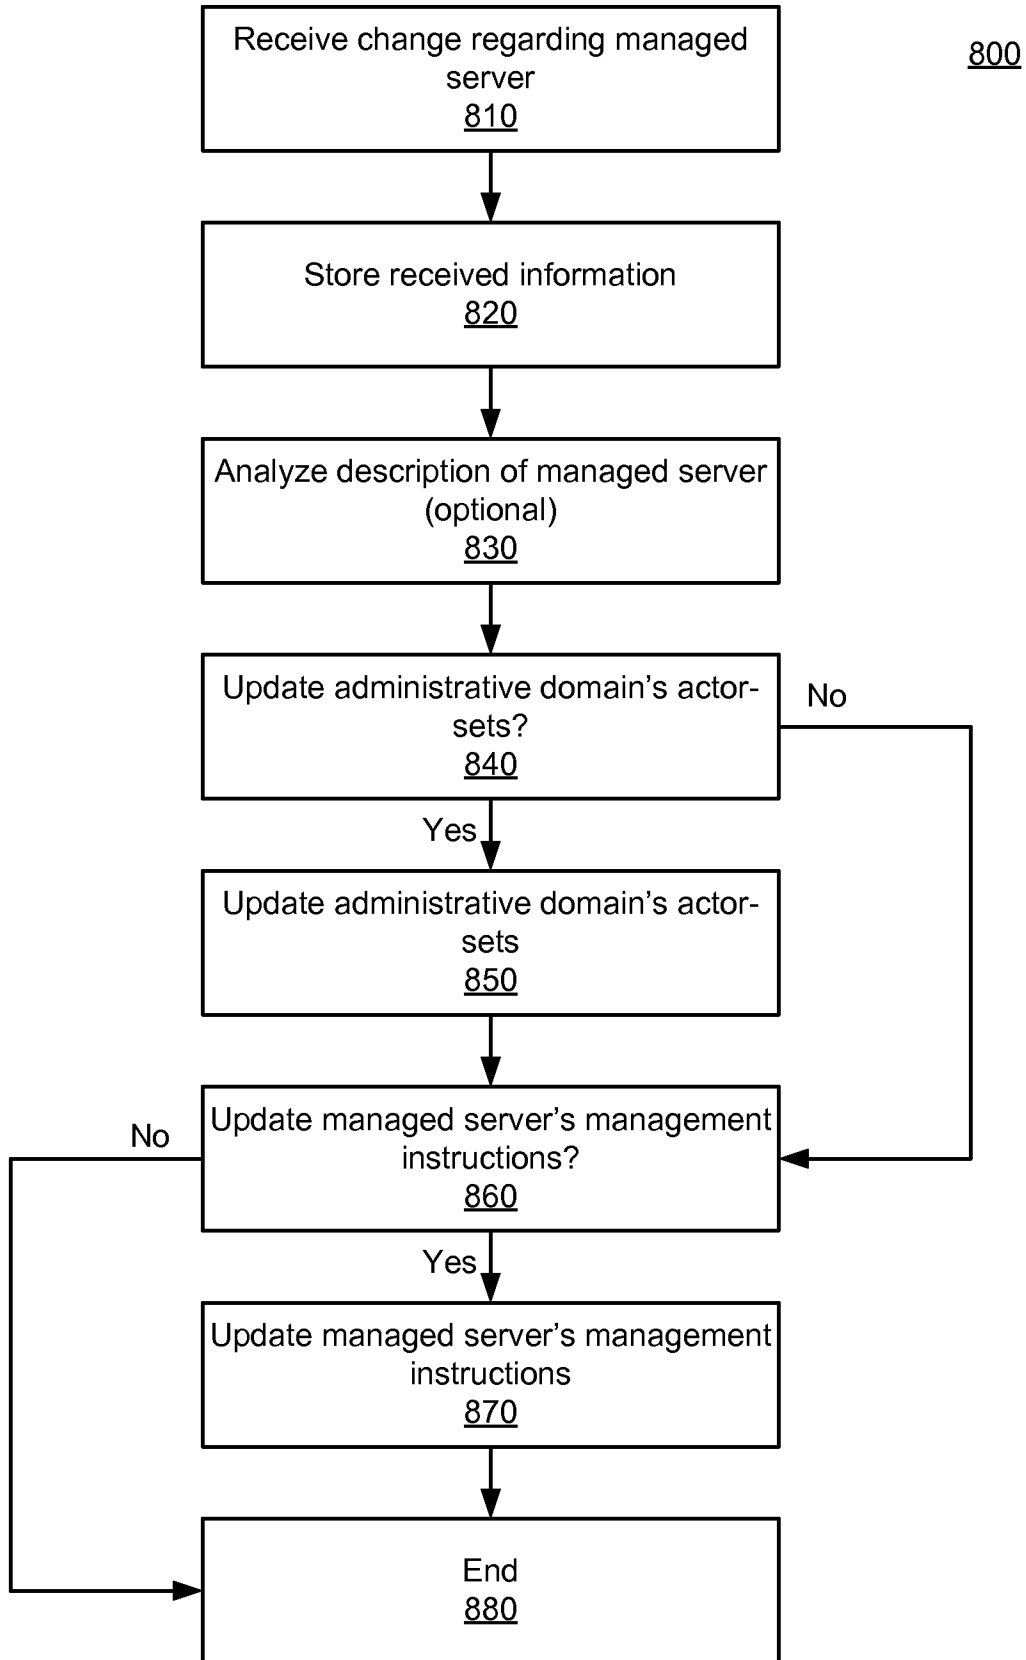 Receive change regarding managed
server
810
800
Store received information
820
Analyze description of managed server
(optional)
830
Update administrative domain’s actor-
sets?
840
No
Yes
Update administrative domain’s actor-
sets
850
Update managed server’s management
instructions?
860
No
Yes
Update managed server’s management
instructions
870
End
880